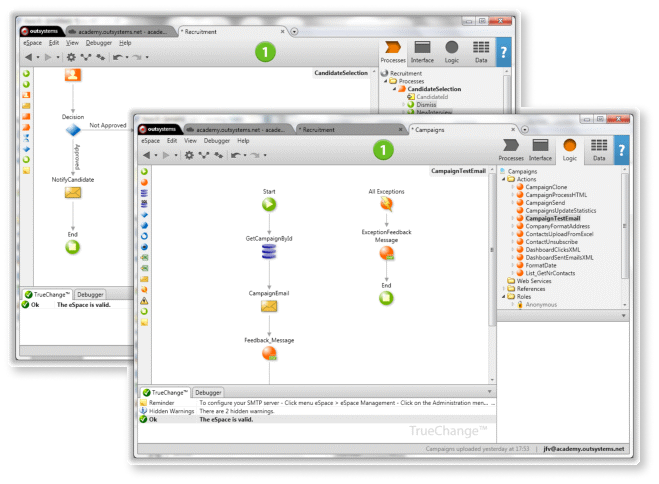 outsystems academy.outsystems.net - acade... * Recruitment x
eSpace Edit View Debugger Help
1
Processes Interface Logic Data ?
CandidateSelection
Recruitment
Processes
CandidateSelection
CandidateId
Dismiss
NewInterview
Decision
Not Approved
Approved
NotifyCandidate
End
TrueChange™ Debugger
Ok The eSpace is valid.
outsystems academy.outsystems.net - acade... * Recruitment x * Campaigns x
eSpace Edit View Debugger Help
1
Processes Interface Logic Data ?
CampaignTestEmail
Start
GetCampaignById
CampaignEmail
Feedback_Message
All Exceptions
ExceptionFeedback
Message
End
Campaigns
Actions
CampaignClone
CampaignProcessHTML
CampaignSend
CampaignsUpdateStatistics
CampaignTestEmail
CompanyFormatAddress
ContactsUploadFromExcel
ContactUnsubscribe
DashboardClicksXML
DashboardSentEmailsXML
FormatDate
List_GetNrContacts
Web Services
References
Roles
Anonymous
TrueChange™ Debugger
Reminder To configure your SMTP server - Click menu eSpace > eSpace Management - Click on the Administration men... ...
Hidden Warnings There are 2 hidden warnings.
Ok The eSpace is valid.
TrueChange™
Campaigns uploaded yesterday at 17:53 | jfv@academy.outsystems.net